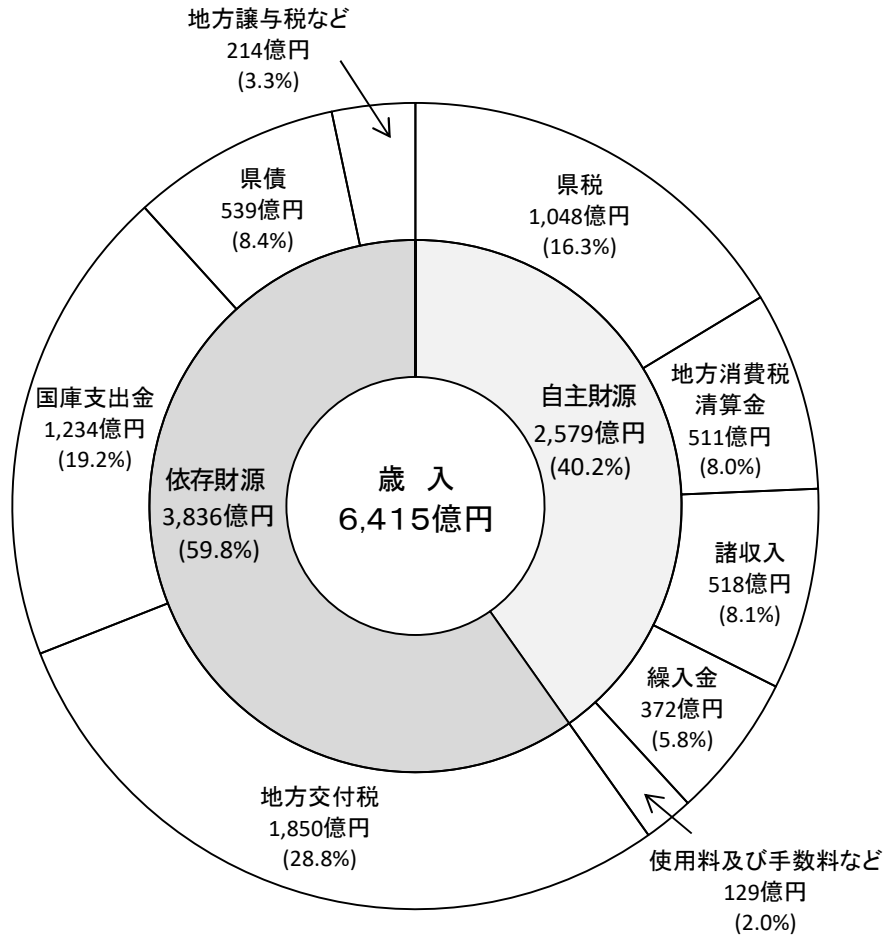 地方譲与税など
214億円
(3.3%)
県債
539億円
(8.4%)
県税
1,048億円
(16.3%)
国庫支出金
1,234億円
(19.2%)
地方消費税
清算金
511億円
(8.0%)
自主財源
2,579億円
(40.2%)
依存財源
3,836億円
(59.8%)
歳 入
6,415億円
諸収入
518億円
(8.1%)
繰入金
372億円
(5.8%)
地方交付税
1,850億円
(28.8%)
使用料及び手数料など
129億円
(2.0%)